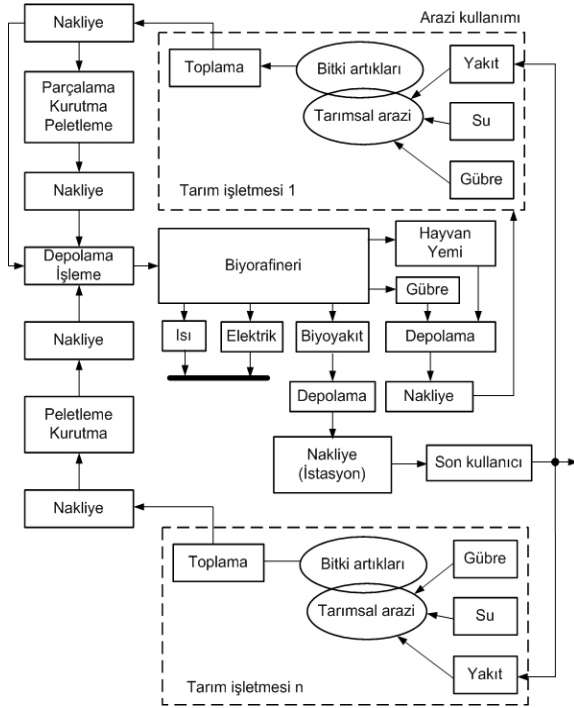 Nakliye
Arazi kullanımı
Toplama
Bitki artıkları
Yakıt
Parçalama
Kurutma
Peletleme
Tarımsal arazi
Su
Gübre
Tarım işletmesi 1
Nakliye
Depolama
İşleme
Biyorafineri
Hayvan
Yemi
Gübre
Isı
Elektrik
Biyoyakıt
Depolama
Nakliye
Depolama
Nakliye
Peletleme
Kurutma
Nakliye
(İstasyon)
Son kullanıcı
Nakliye
Toplama
Bitki artıkları
Gübre
Tarımsal arazi
Su
Yakıt
Tarım işletmesi n